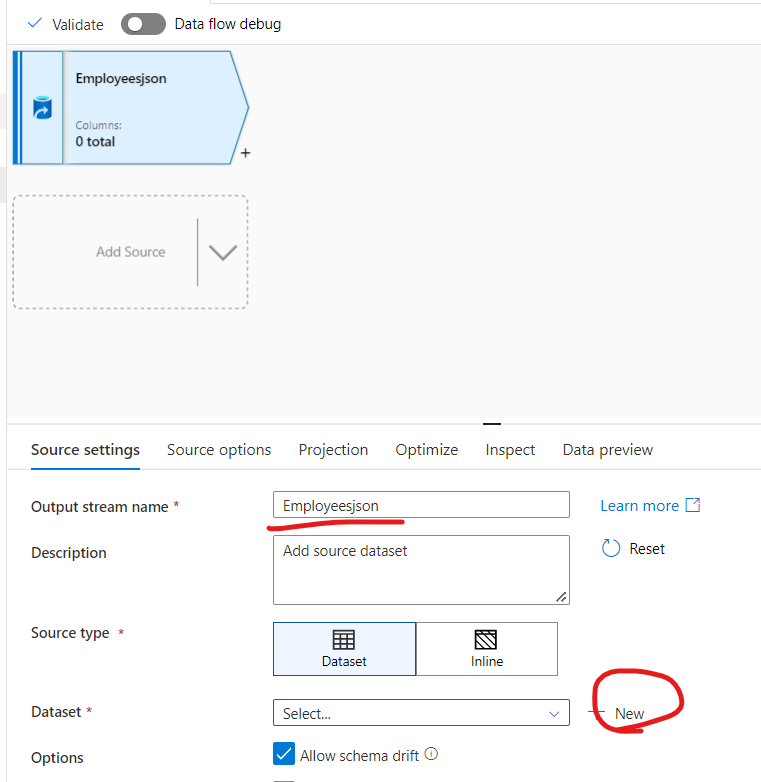 Validate Data flow debug
Employeesjson
Columns:
0 total
+
Add Source
Source settings Source options Projection Optimize Inspect Data preview
Output stream name * Employeesjson Learn more
Description Add source dataset Reset
Source type * Dataset Inline
Dataset * Select... + New
Options Allow schema drift